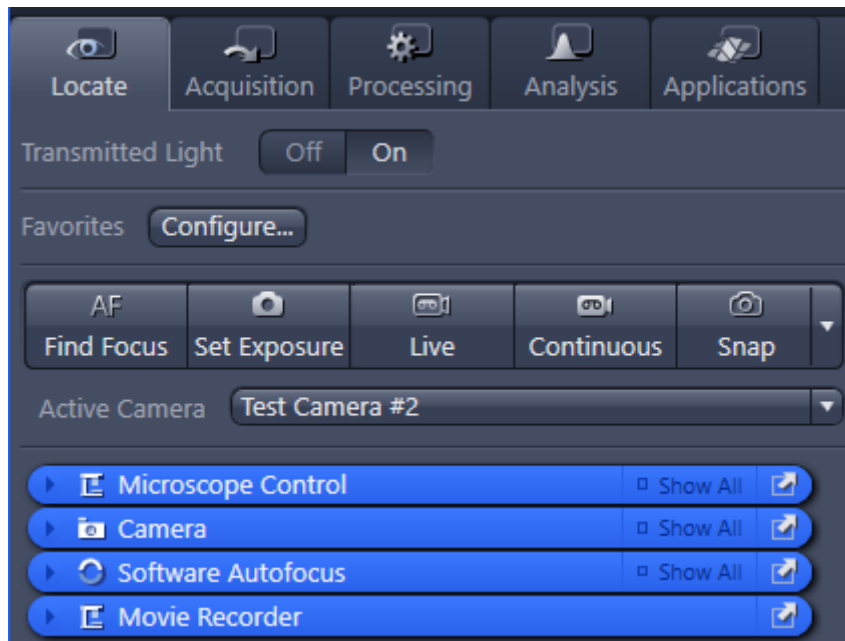 Locate Acquisition Processing Analysis Applications
Transmitted Light Off On
Favorites Configure...
AF
Find Focus Set Exposure Live Continuous Snap
Active Camera Test Camera #2
Microscope Control Show All
Camera Show All
Software Autofocus Show All
Movie Recorder